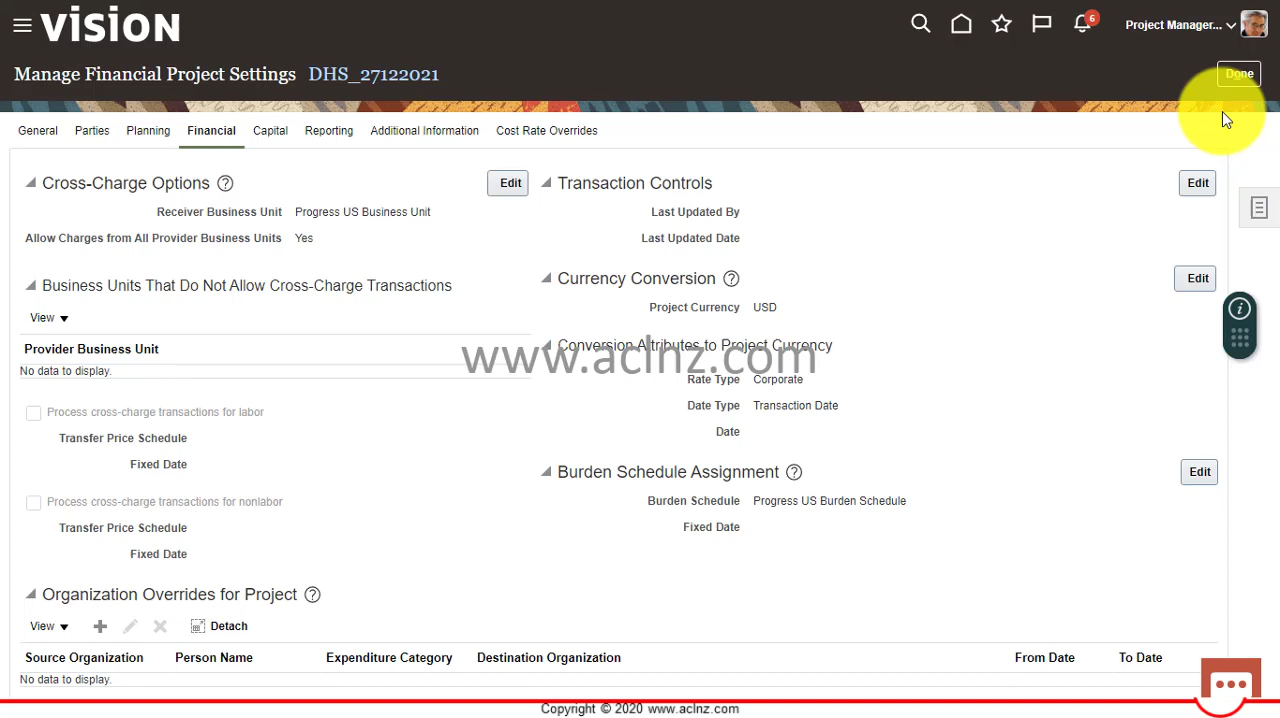 vision
6
Project Manager...
Manage Financial Project Settings DHS_27122021
Done
General Parties Planning Financial Capital Reporting Additional Information Cost Rate Overrides
Cross-Charge Options ?
Edit
Receiver Business Unit Progress US Business Unit
Allow Charges from All Provider Business Units Yes
Business Units That Do Not Allow Cross-Charge Transactions
View
Provider Business Unit
No data to display.
Process cross-charge transactions for labor
Transfer Price Schedule
Fixed Date
Process cross-charge transactions for nonlabor
Transfer Price Schedule
Fixed Date
Transaction Controls
Edit
Last Updated By
Last Updated Date
Currency Conversion ?
Edit
Project Currency USD
Conversion Attributes to Project Currency
www.aclnz.com
Rate Type Corporate
Date Type Transaction Date
Date
Burden Schedule Assignment ?
Edit
Burden Schedule Progress US Burden Schedule
Fixed Date
i
Organization Overrides for Project ?
View Detach
Source Organization Person Name Expenditure Category Destination Organization From Date To Date
No data to display.
Copyright © 2020 www.aclnz.com